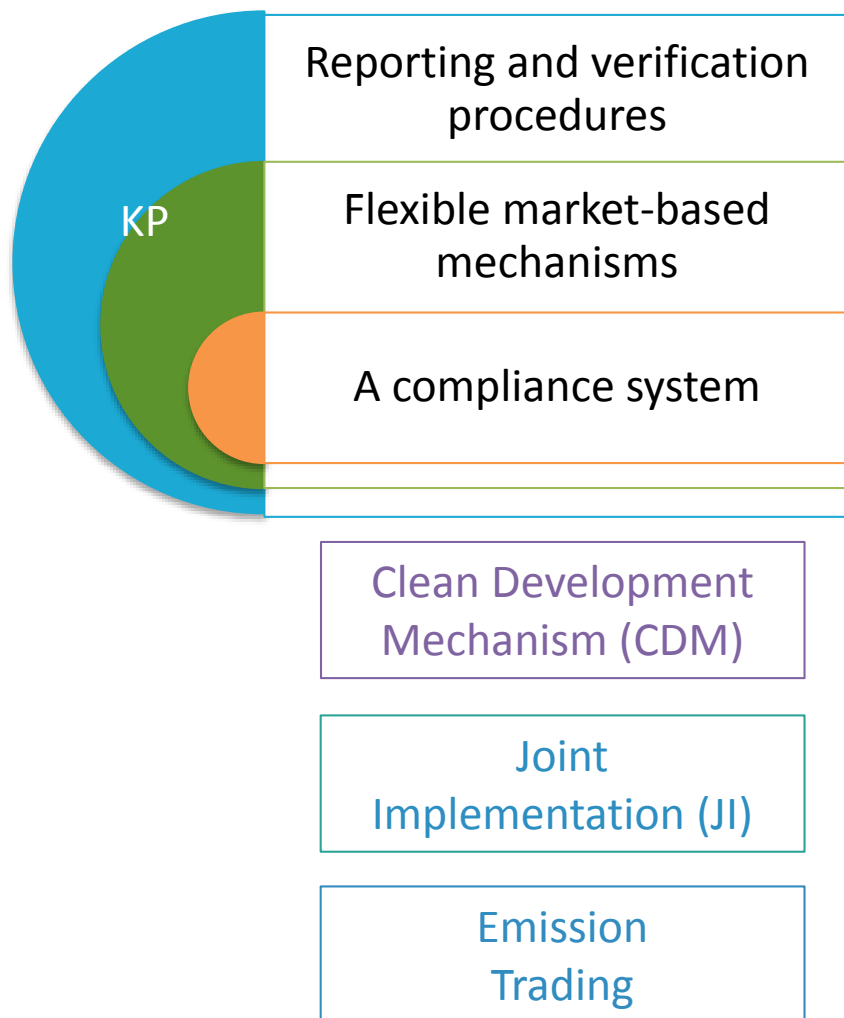 Reporting and verification
procedures
KP
Flexible market-based
mechanisms
A compliance system
Clean Development
Mechanism (CDM)
Joint
Implementation (JI)
Emission
Trading